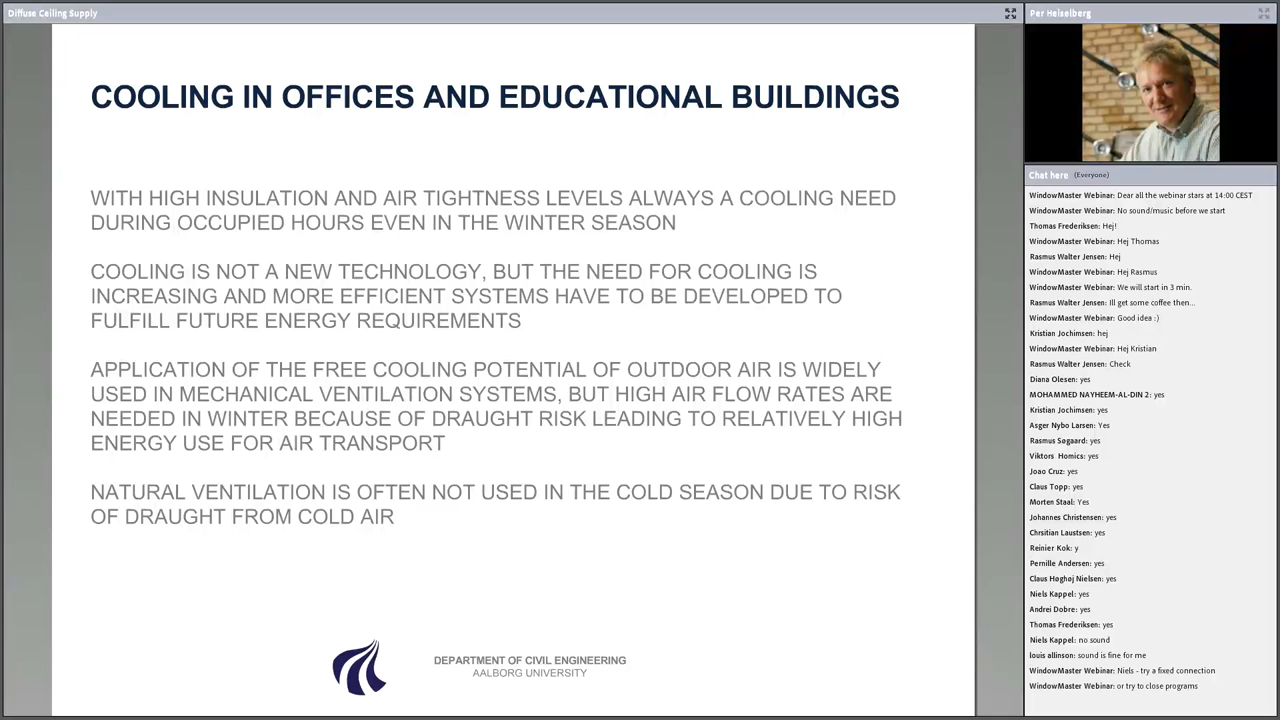 Diffuse Ceiling Supply
COOLING IN OFFICES AND EDUCATIONAL BUILDINGS
WITH HIGH INSULATION AND AIR TIGHTNESS LEVELS ALWAYS A COOLING NEED
DURING OCCUPIED HOURS EVEN IN THE WINTER SEASON
COOLING IS NOT A NEW TECHNOLOGY, BUT THE NEED FOR COOLING IS
INCREASING AND MORE EFFICIENT SYSTEMS HAVE TO BE DEVELOPED TO
FULFILL FUTURE ENERGY REQUIREMENTS
APPLICATION OF THE FREE COOLING POTENTIAL OF OUTDOOR AIR IS WIDELY
USED IN MECHANICAL VENTILATION SYSTEMS, BUT HIGH AIR FLOW RATES ARE
NEEDED IN WINTER BECAUSE OF DRAUGHT RISK LEADING TO RELATIVELY HIGH
ENERGY USE FOR AIR TRANSPORT
NATURAL VENTILATION IS OFTEN NOT USED IN THE COLD SEASON DUE TO RISK
OF DRAUGHT FROM COLD AIR
DEPARTMENT OF CIVIL ENGINEERING
AALBORG UNIVERSITY
Per Heiselberg
Chat here (Everyone)
WindowMaster Webinar: Dear all the webinar stars at 14:00 CEST
WindowMaster Webinar: No sound/music before we start
Thomas Frederiksen: Hej!
WindowMaster Webinar: Hej Thomas
Rasmus Walter Jensen: Hej
WindowMaster Webinar: Hej Rasmus
WindowMaster Webinar: We will start in 3 min.
Rasmus Walter Jensen: Ill get some coffee then...
WindowMaster Webinar: Good idea :)
Kristian Jochimsen: hej
WindowMaster Webinar: Hej Kristian
Rasmus Walter Jensen: Check
Diana Olesen: yes
MOHAMMED NAYHEEM-AL-DIN 2: yes
Kristian Jochimsen: yes
Asger Nybo Larsen: Yes
Rasmus Søgaard: yes
Viktors Homics: yes
Joao Cruz: yes
Claus Topp: yes
Morten Staal: Yes
Johannes Christensen: yes
Chrsitian Laustsen: yes
Reinier Kok: y
Pernille Andersen: yes
Claus Høghøj Nielsen: yes
Niels Kappel: yes
Andrei Dobre: yes
Thomas Frederiksen: yes
Niels Kappel: no sound
louis allinson: sound is fine for me
WindowMaster Webinar: Niels - try a fixed connection
WindowMaster Webinar: or try to close programs